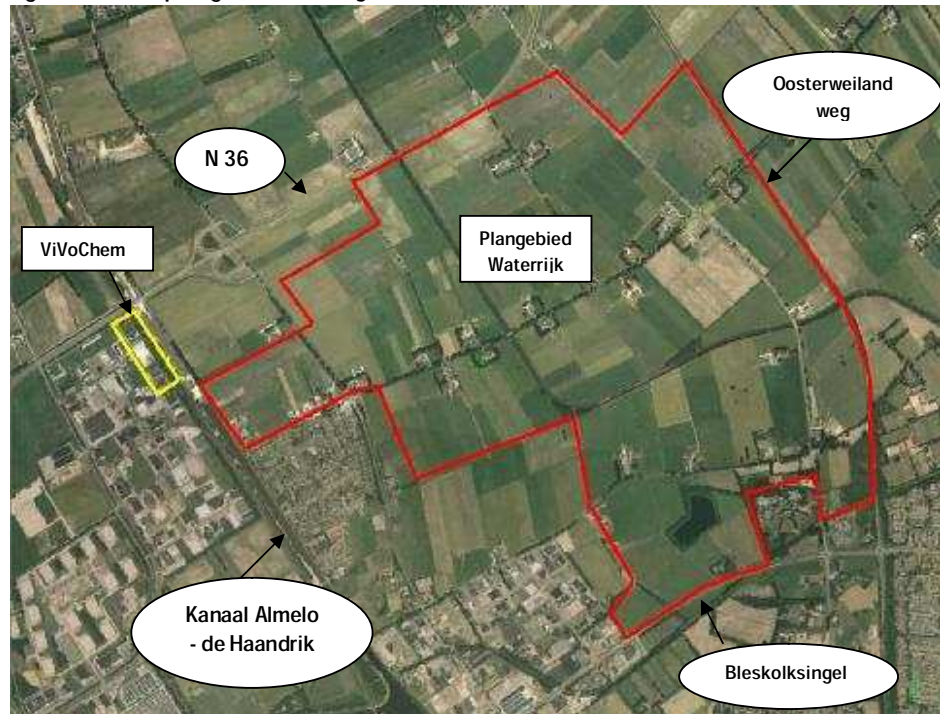 Oosterweiland
weg
N 36
ViVoChem
Plangebied
Waterrijk
Kanaal Almelo
- de Haandrik
Bleskolksingel